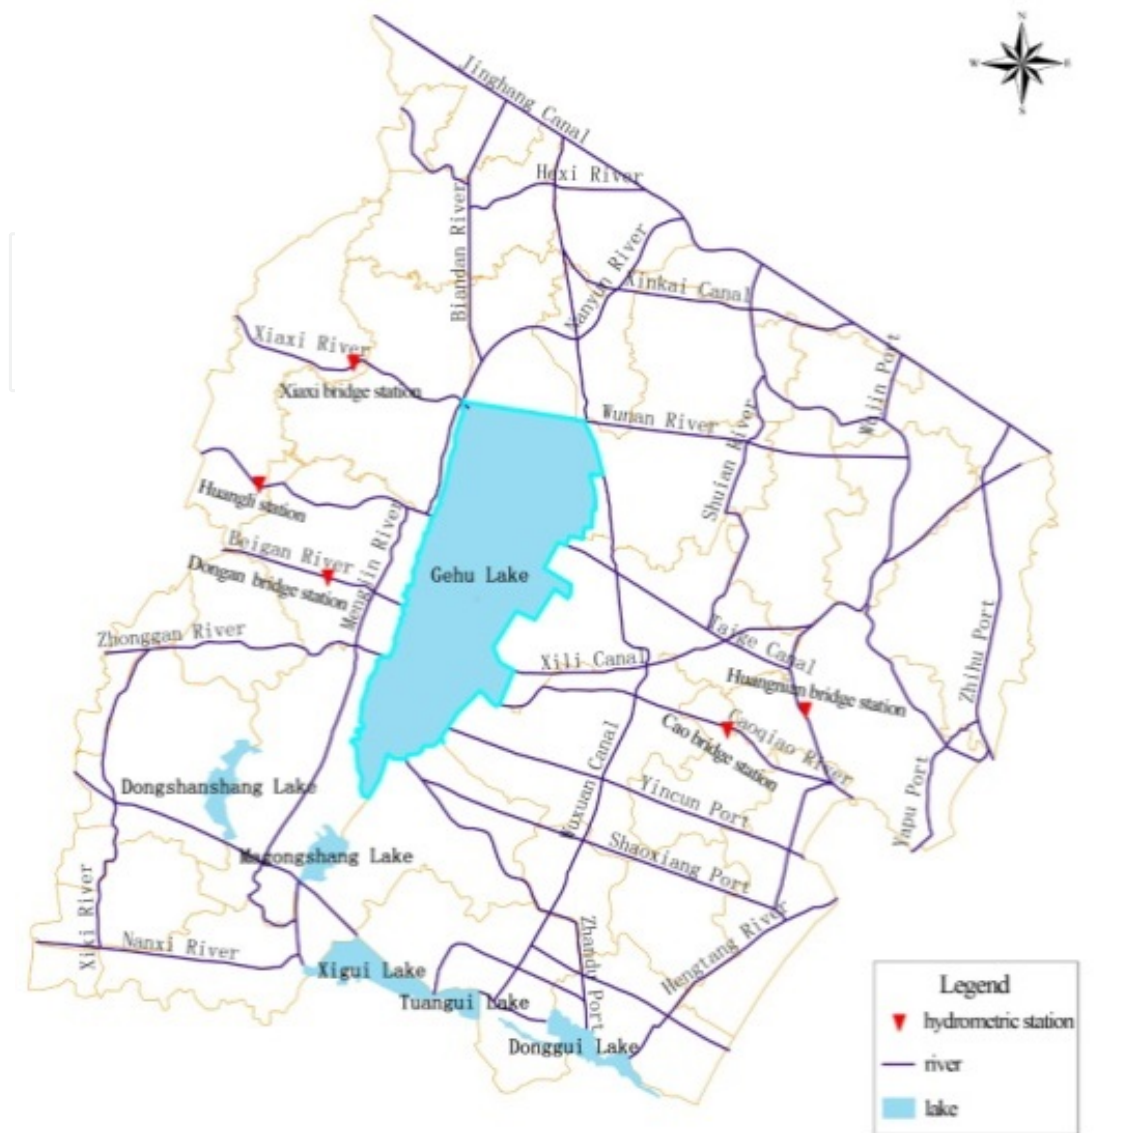 N
W
E
S
Jinghang Canal
Hexi River
Biandan River
Nanyun River
Xinkai Canal
Xiaxi River
Xiaxi bridge station
Wujin Port
Wunan River
Shuian River
Huangli station
Beigan River
Dongan bridge station
Mengjin River
Gehu Lake
Zhonggan River
Taige Canal
Xili Canal
Zhihu Port
Huangnian bridge station
Caoqiao River
Cao bridge station
Wuxuan Canal
Yapu Port
Dongshanshang Lake
Yincun Port
Shaoxiang Port
Magongshang Lake
Xixi River
Nanxi River
Zhandu Port
Hengtang River
Xigui Lake
Tuangui Lake
Donggui Lake
Legend
hydrometric station
river
lake